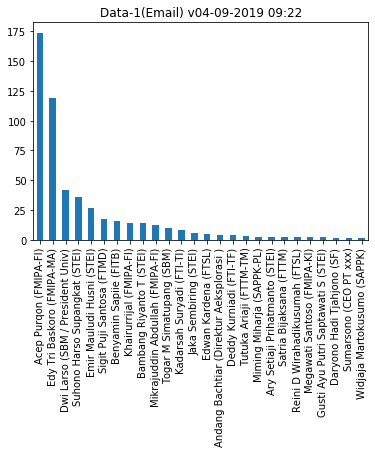 Data-1(Email) v04-09-2019 09:22
175
150
125
100
75
50
25
0
Acep Purqon (FMIPA-FI)
Edy Tri Baskoro (FMIPA-MA)
Dwi Larso (SBM / President Univ)
Suhono Harso Supangkat (STEI)
Emir Mauludi Husni (STEI)
Sigit Puji Santosa (FTMD)
Benyamin Sapiie (FITB)
Khairurrijal (FMIPA-FI)
Bambang Riyanto T (STEI)
Mikrajuddin Abdullah (FMIPA-FI)
Togar M Simatupang (SBM)
Kadarsah Suryadi (FTI-TI)
Jaka Sembiring (STEI)
Edwan Kardena (FTSL)
Andang Bachtiar (Direktur Aeksplorasi )
Deddy Kurniadi (FTI-TF)
Tutuka Ariaji (FTTM-TM)
Miming Miharja (SAPPK-PL)
Ary Setiaji Prihatmanto (STEI)
Satria Bijaksana (FTTM)
Reini D Wirahadikusumah (FTSL)
Megawati Santoso (FMIPA-KI)
Gusti Ayu Putri Saptawati S (STEI)
Daryono Hadi Tjahjono (SF)
Sumarsono (CEO PT xxx)
Widjaja Martokusumo (SAPPK)